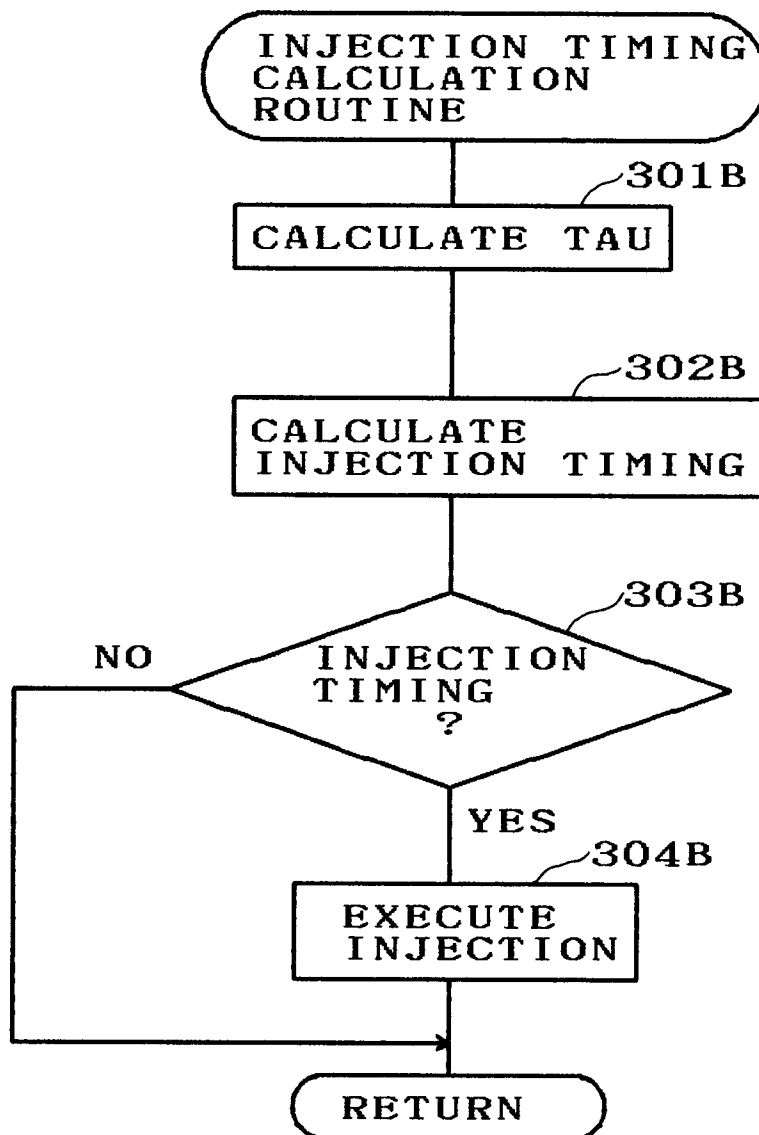 INJECTION TIMING
CALCULATION
ROUTINE
301B
CALCULATE TAU
302B
CALCULATE
INJECTION TIMING
303B
NO
INJECTION
TIMING
?
YES
304B
EXECUTE
INJECTION
RETURN